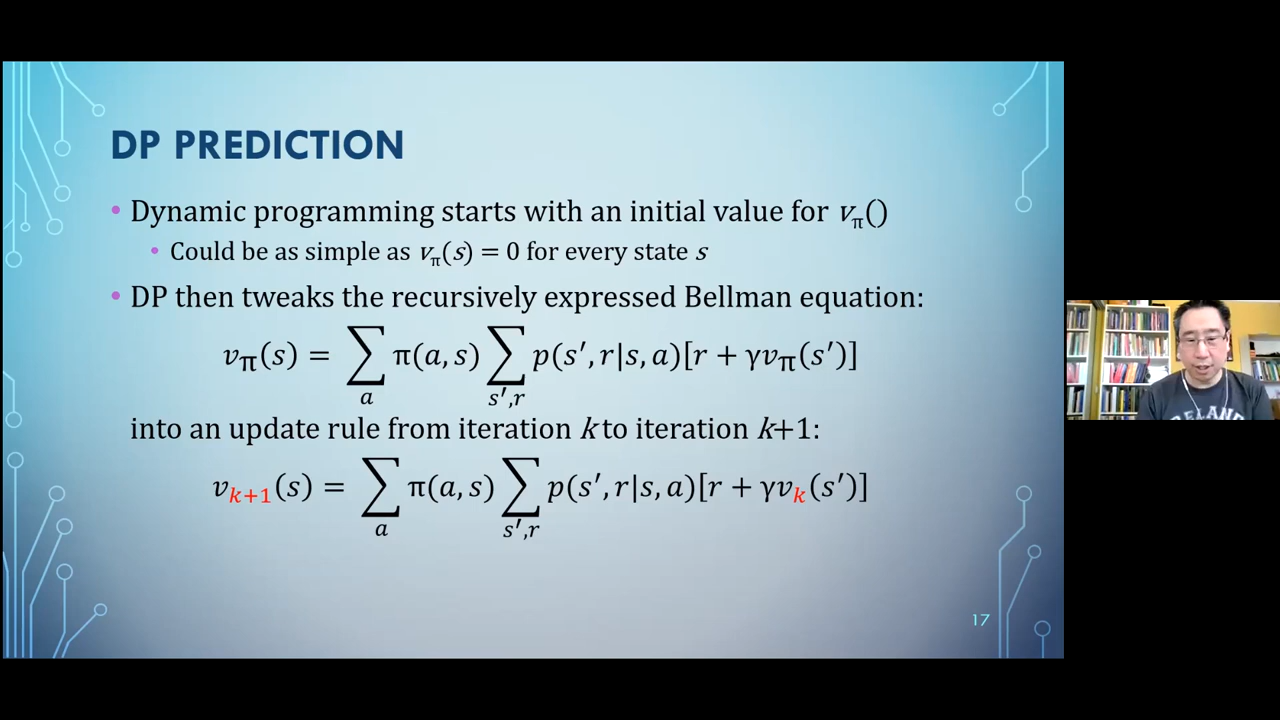 DP PREDICTION
• Dynamic programming starts with an initial value for vπ()
• Could be as simple as vπ(s) = 0 for every state s
• DP then tweaks the recursively expressed Bellman equation:
vπ(s) = ∑a π(a, s) ∑s′,r p(s′, r|s, a)[r + γvπ(s′)]
into an update rule from iteration k to iteration k+1:
vk+1(s) = ∑a π(a, s) ∑s′,r p(s′, r|s, a)[r + γvk(s′)]
17